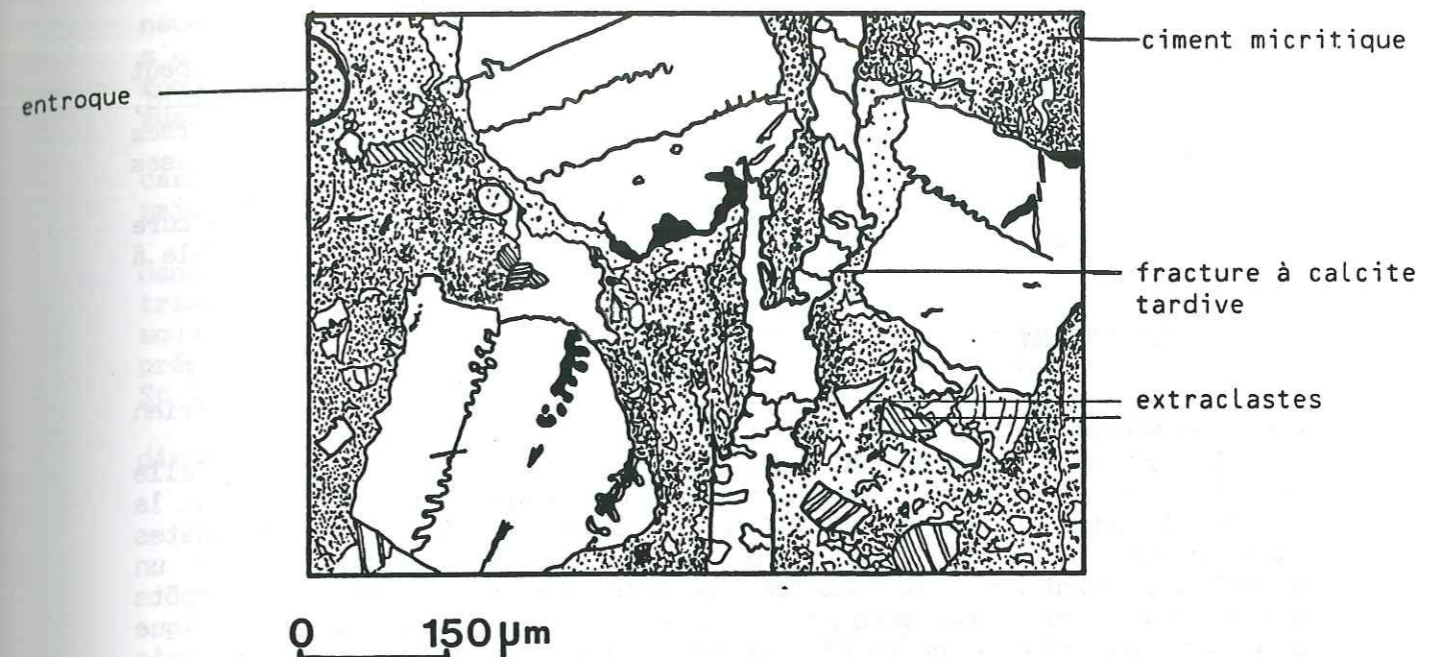 ciment micritique
entroque
fracture à calcite
tardive
extraclastes
0 150 µm